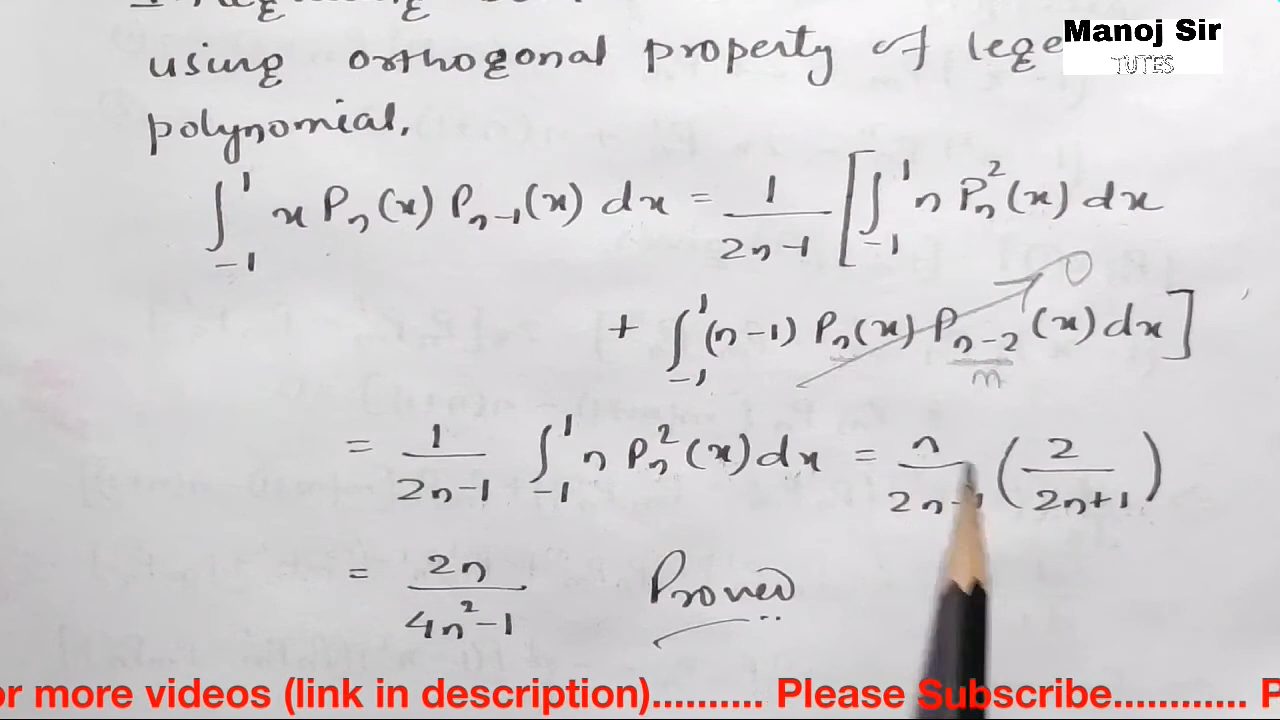 using orthogonal property of lege
Manoj Sir
TUTES
polynomial.
∫₋₁¹ x Pₙ(x) Pₙ₋₁(x) dx = 1/(2n-1) [ ∫₋₁¹ n Pₙ²(x) dx
+ ∫₋₁¹ (n-1) Pₙ(x) Pₙ₋₂(x) dx ] → 0
m
= 1/(2n-1) ∫₋₁¹ n Pₙ²(x) dx = n/(2n-1) (2/(2n+1))
= 2n/(4n²-1) Proved
or more videos (link in description).......... Please Subscribe............ P